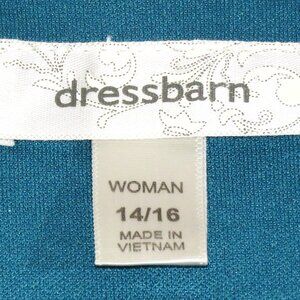 dressbarn
WOMAN
14/16
MADE IN
VIETNAM